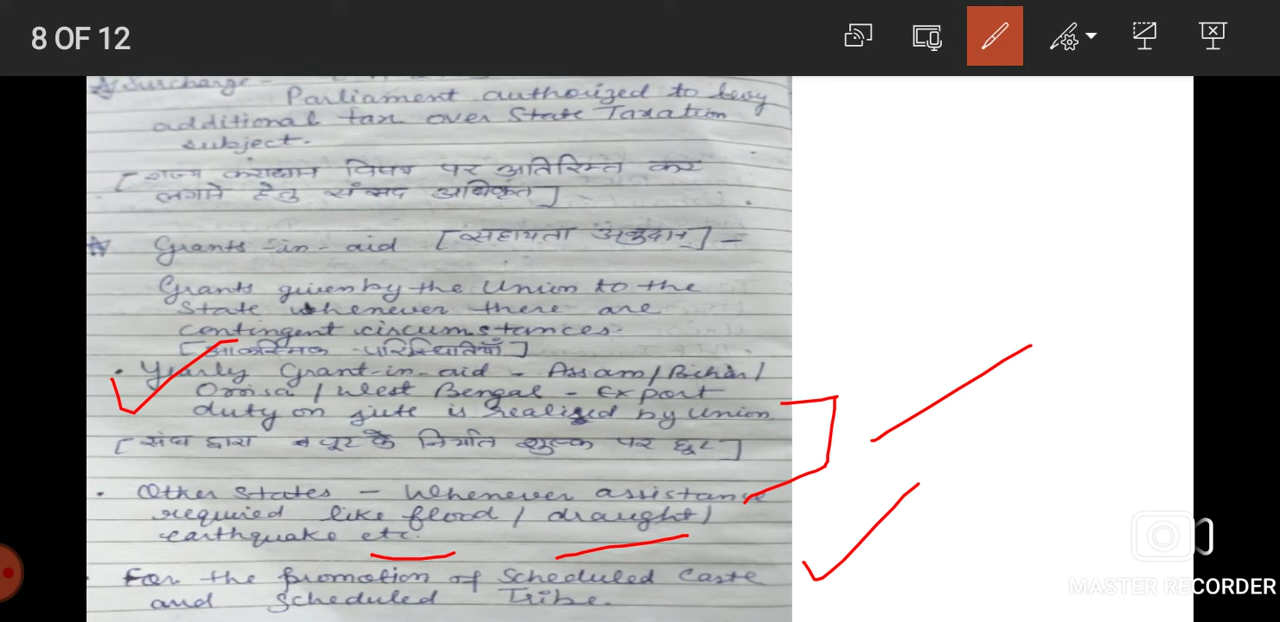 8 OF 12
Surcharge -
Parliament authorized to levy
additional tax over State Taxation
subject.
[राज्य कराधान विषय पर अतिरिक्त कर
लगाने हेतु संसद अधिकृत]
Grants-in-aid [सहायता अनुदान] -
Grants given by the Union to the
State whenever there are
contingent circumstances.
[आकस्मिक परिस्थितियाँ]
• Yearly Grant-in-aid - Assam/Bihar/
Orrisa/West Bengal - Export
duty on jute is realized by Union
[संघ द्वारा जूट के निर्यात शुल्क पर छूट]
• Other States - Whenever assistance
required like flood/draught/
earthquake etc.
• For the promotion of Scheduled Caste
and Scheduled Tribe.
MASTER RECORDER